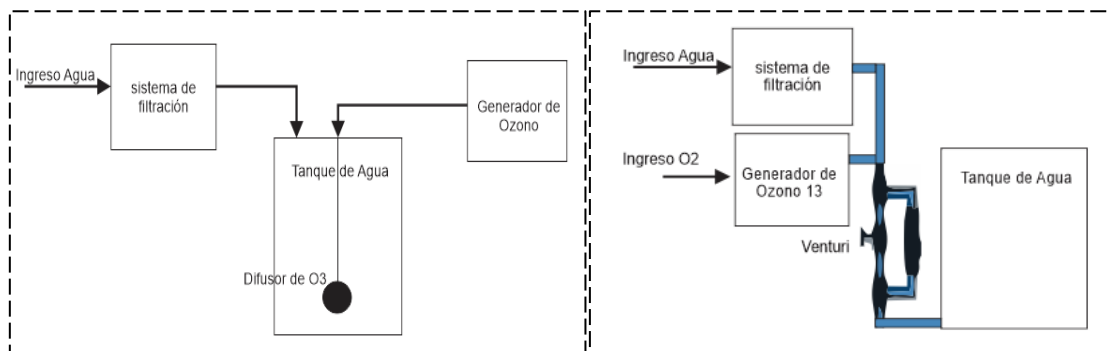 Ingreso Agua
sistema de
filtración
Generador de
Ozono
Tanque de Agua
Difusor de O3
Ingreso Agua
sistema de
filtración
Ingreso O2
Generador de
Ozono 13
Tanque de Agua
Venturi